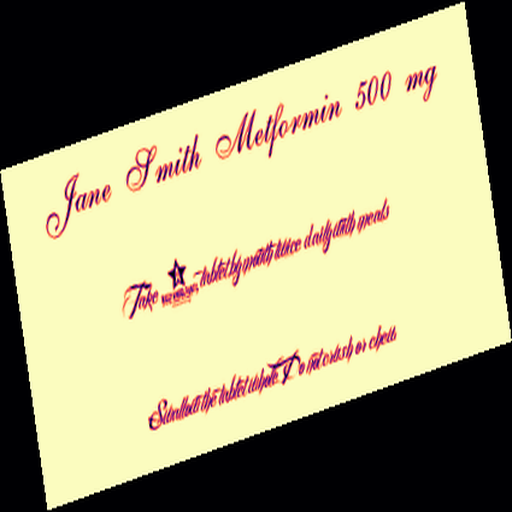 Jane Smith Metformin 500 mg
Take tablet by mouth twice daily with meals
Swallow the tablet whole Do not crush or chew